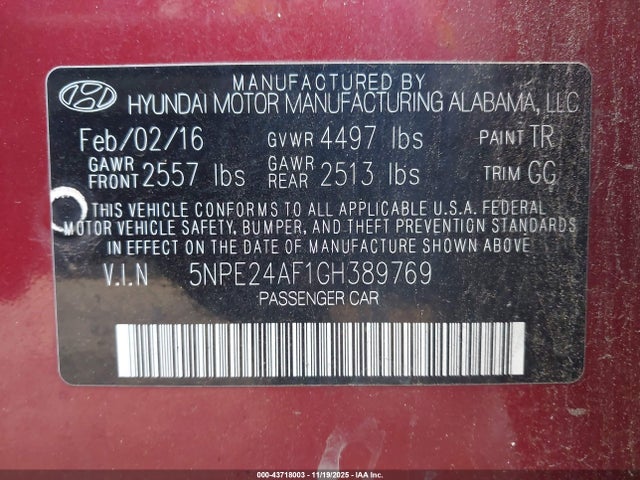 MANUFACTURED BY
HYUNDAI MOTOR MANUFACTURING ALABAMA, LLC
Feb/02/16 GVWR 4497 lbs PAINT TR
GAWR FRONT 2557 lbs GAWR REAR 2513 lbs TRIM GG
THIS VEHICLE CONFORMS TO ALL APPLICABLE U.S.A. FEDERAL
MOTOR VEHICLE SAFETY, BUMPER, AND THEFT PREVENTION STANDARDS
IN EFFECT ON THE DATE OF MANUFACTURE SHOWN ABOVE.
V.I.N 5NPE24AF1GH389769
PASSENGER CAR
000-43718003 - 11/19/2025 - IAA Inc.